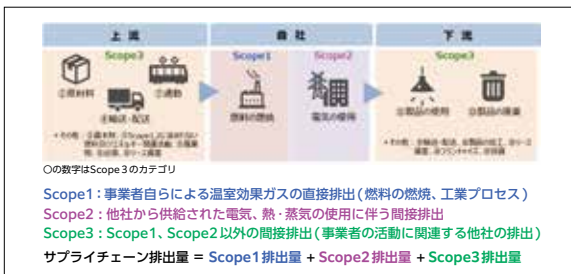 上流
自社
下流
Scope3
Scope1
Scope2
Scope3
①原材料
⑦通勤
④輸送・配送
燃料の燃焼
電気の使用
⑪製品の使用
⑫製品の廃棄
○の数字はScope3のカテゴリ
Scope1：事業者自らによる温室効果ガスの直接排出(燃料の燃焼、工業プロセス)
Scope2：他社から供給された電気、熱・蒸気の使用に伴う間接排出
Scope3：Scope1、Scope2以外の間接排出(事業者の活動に関連する他社の排出)
サプライチェーン排出量 = Scope1排出量 + Scope2排出量 + Scope3排出量